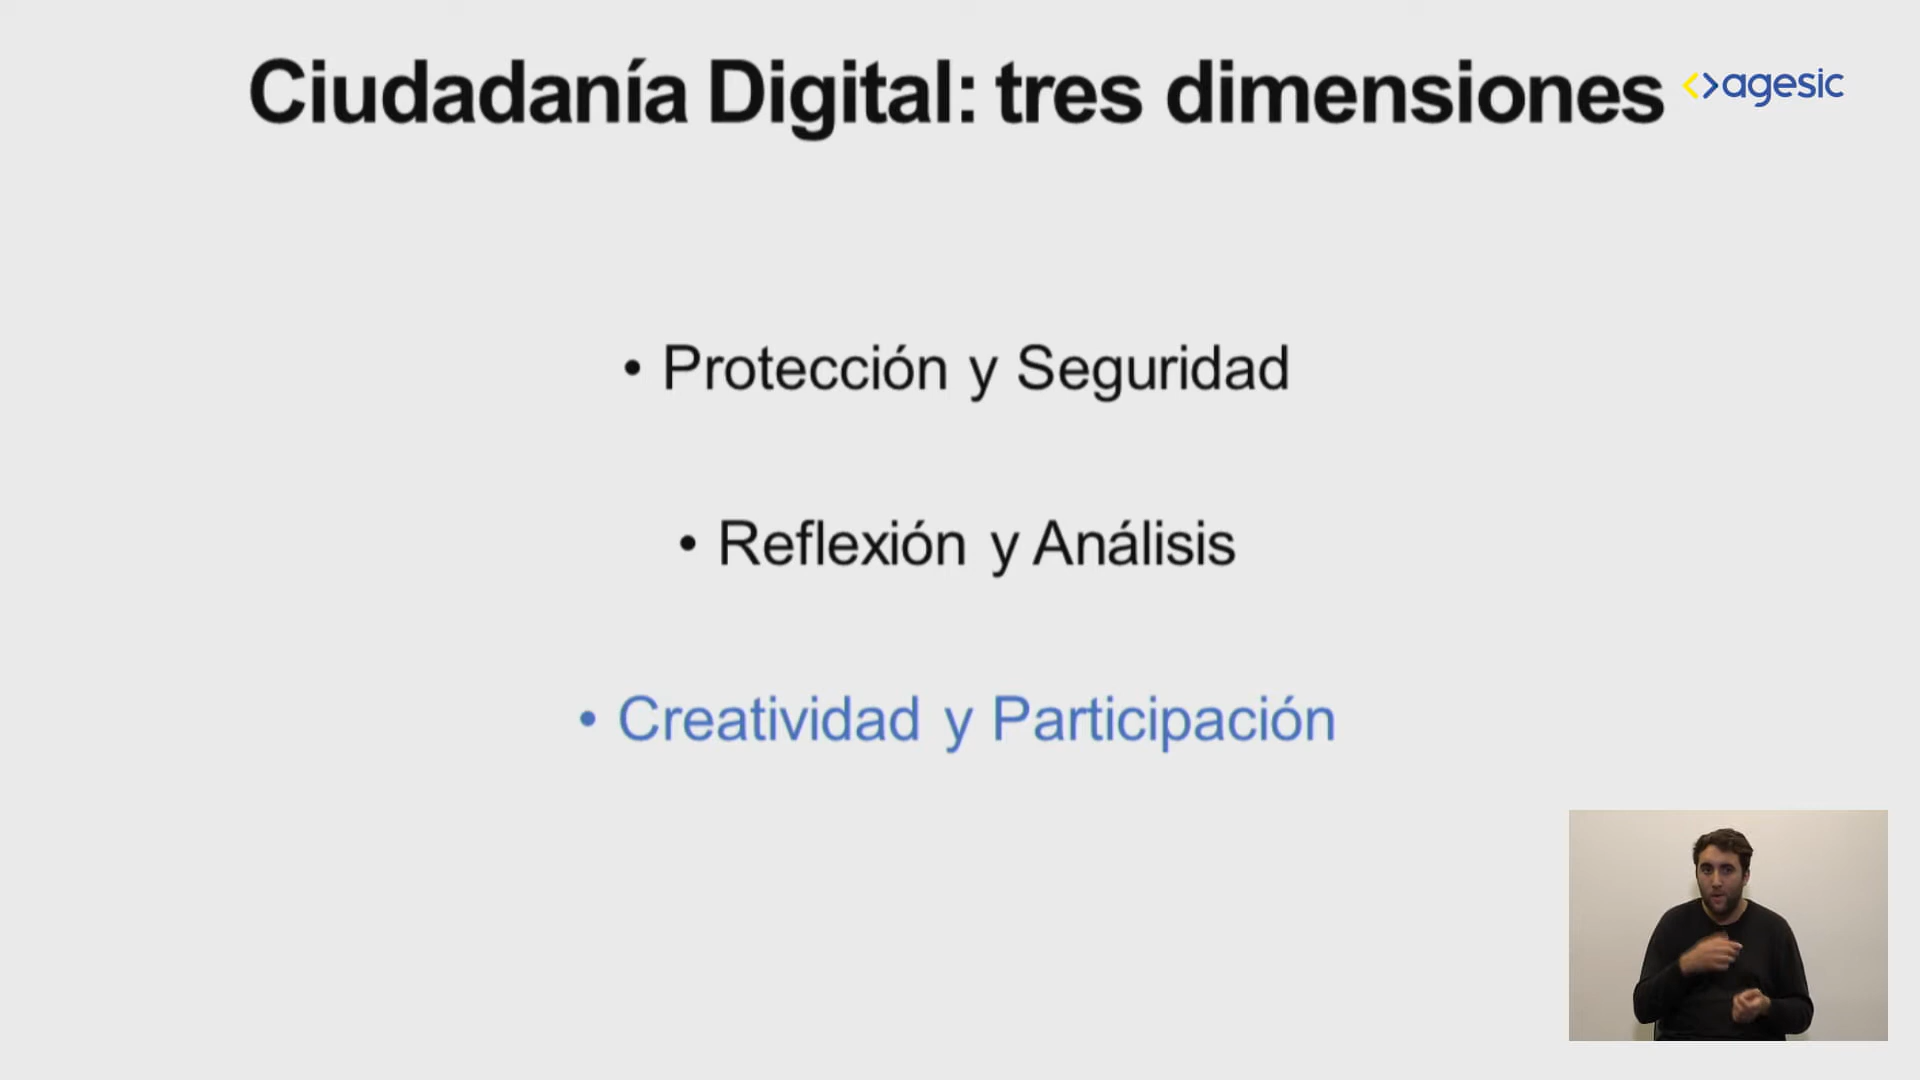 Ciudadanía Digital: tres dimensiones
<>agesic
• Protección y Seguridad
• Reflexión y Análisis
• Creatividad y Participación